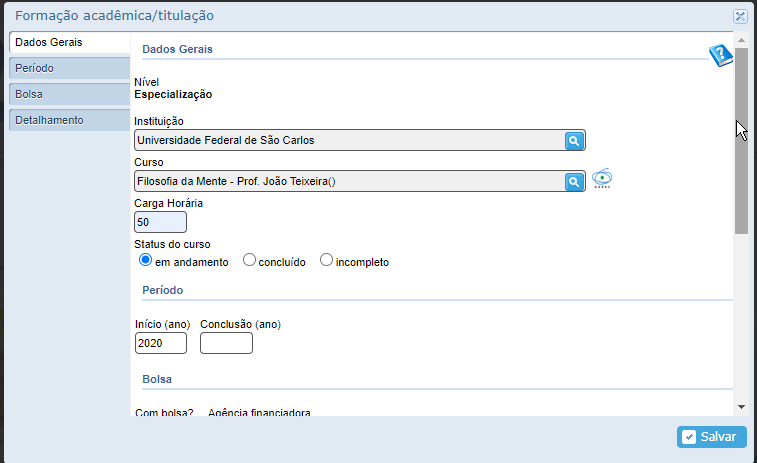 Formação acadêmica/titulação
Dados Gerais
Período
Bolsa
Detalhamento
Dados Gerais
Nível
Especialização
Instituição
Universidade Federal de São Carlos
Curso
Filosofia da Mente - Prof. João Teixeira()
Carga Horária
50
Status do curso
em andamento concluído incompleto
Período
Início (ano) Conclusão (ano)
2020
Bolsa
Com bolsa? Agência financiadora
Salvar